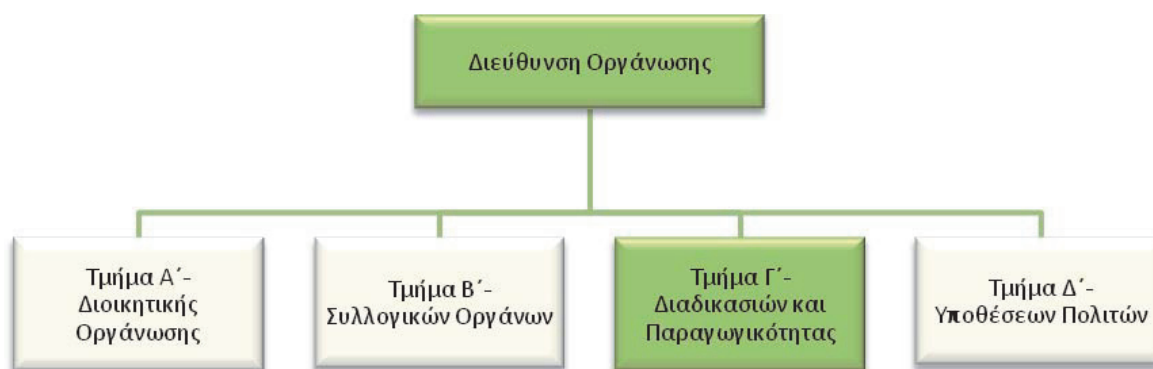 Διεύθυνση Οργάνωσης
Τμήμα Α΄-
Διοικητικής
Οργάνωσης
Τμήμα Β΄-
Συλλογικών Οργάνων
Τμήμα Γ΄-
Διαδικασιών και
Παραγωγικότητας
Τμήμα Δ΄-
Υποθέσεων Πολιτών